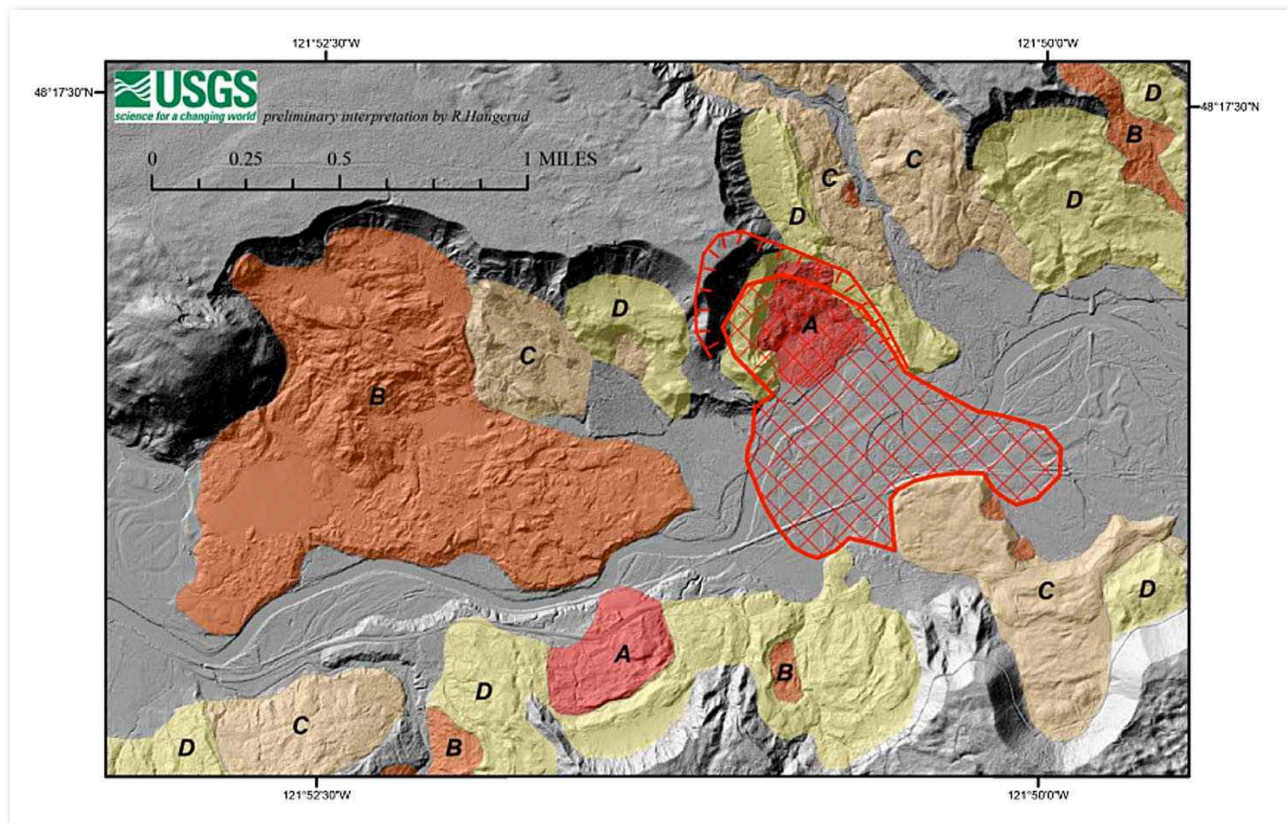 121°52'30"W
121°50'0"W
48°17'30"N
48°17'30"N
USGS
science for a changing world
preliminary interpretation by R.Haugerud
0 0.25 0.5 1 MILES
D
B
C
C
D
D
D
A
C
B
C
D
A
B
D
C
B
D
121°52'30"W
121°50'0"W